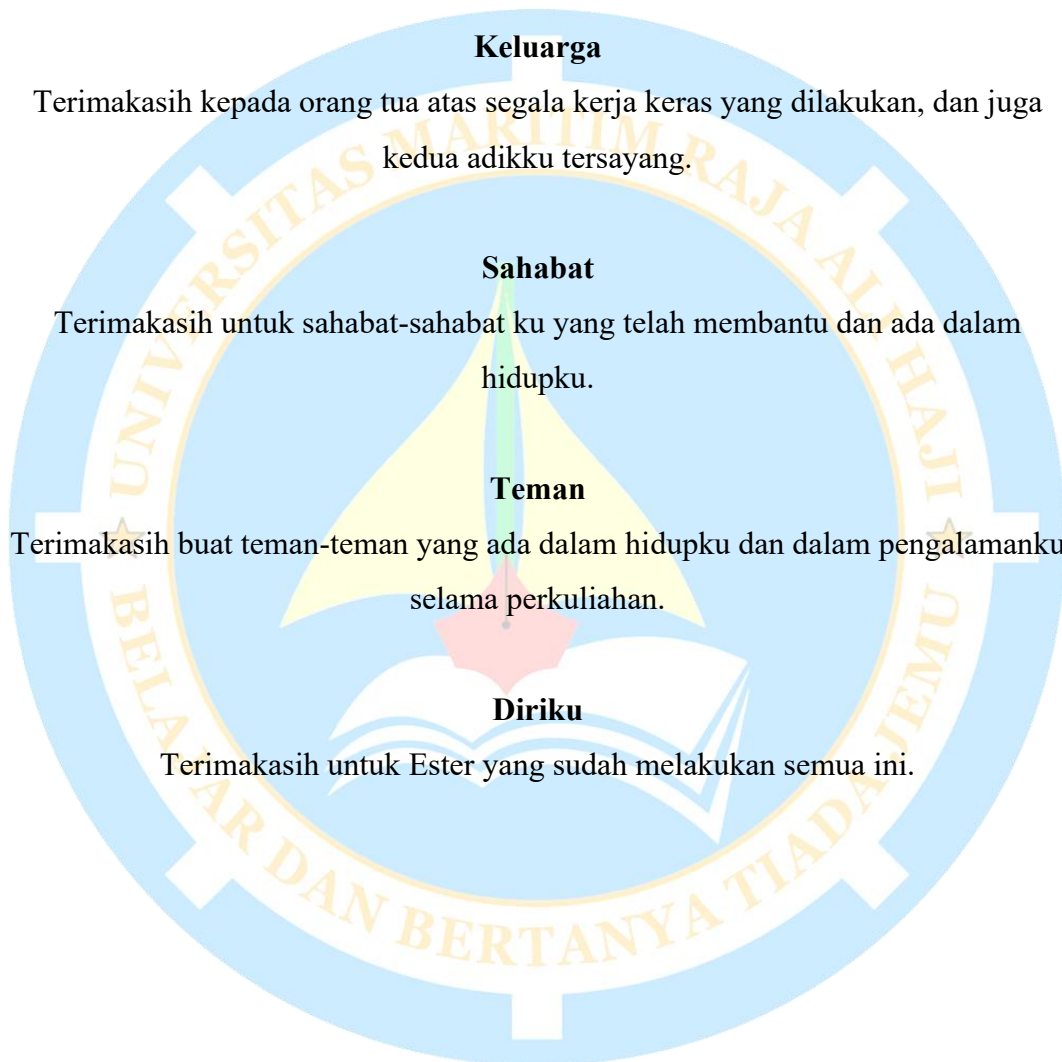 Keluarga
Terimakasih kepada orang tua atas segala kerja keras yang dilakukan, dan juga
kedua adikku tersayang.
Sahabat
Terimakasih untuk sahabat-sahabat ku yang telah membantu dan ada dalam
hidupku.
Teman
Terimakasih buat teman-teman yang ada dalam hidupku dan dalam pengalamanku
selama perkuliahan.
Diriku
Terimakasih untuk Ester yang sudah melakukan semua ini.
UNIVERSITAS MARITIM RAJA ALI HAJI
BELAJAR DAN BERTANYA TIADA JEMU